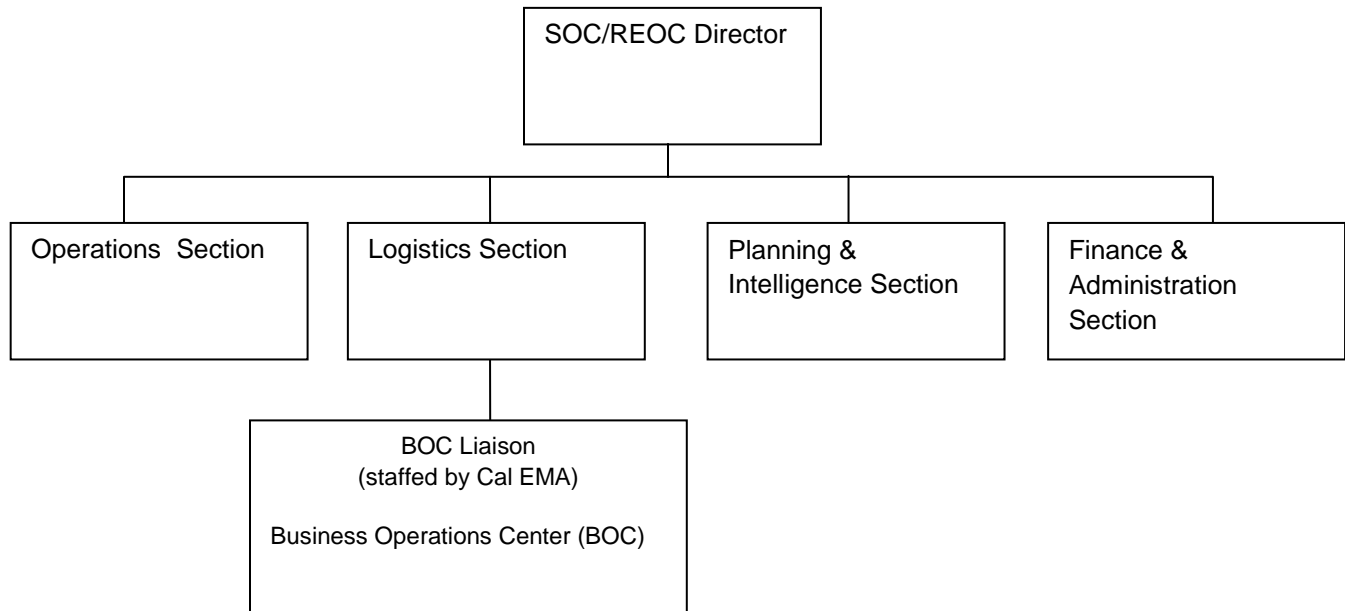 SOC/REOC Director
Operations  Section
Logistics Section
Planning &
Intelligence Section
Finance &
Administration
Section
BOC Liaison
(staffed by Cal EMA)
Business Operations Center (BOC)